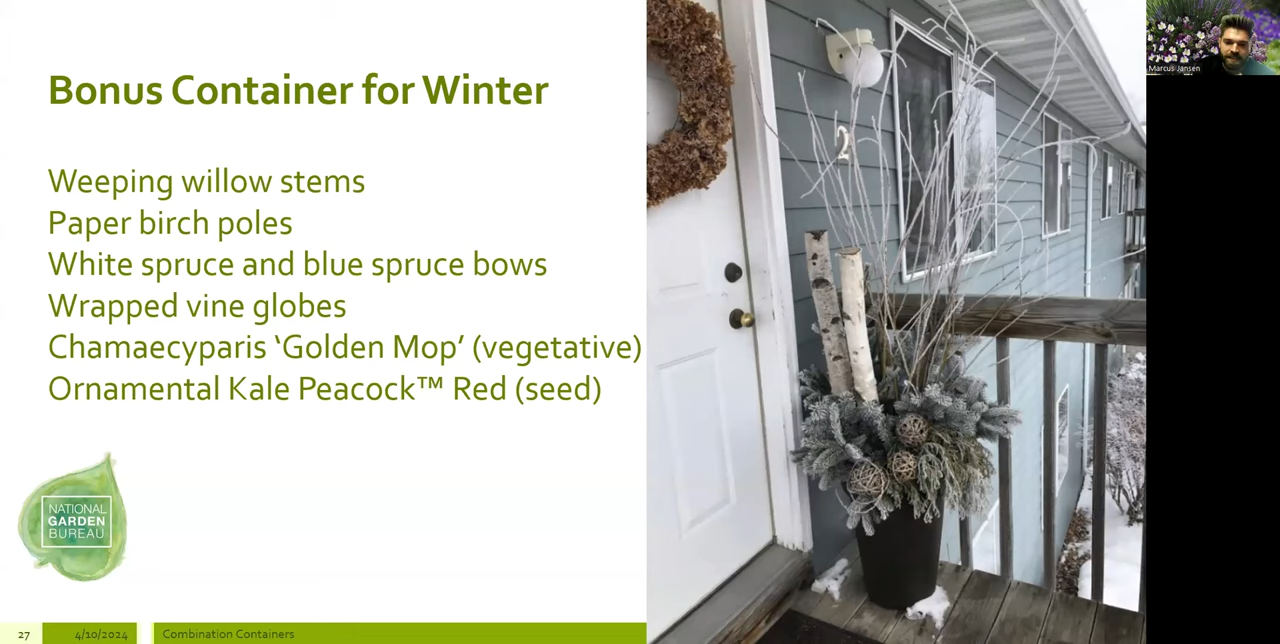 Bonus Container for Winter
Weeping willow stems
Paper birch poles
White spruce and blue spruce bows
Wrapped vine globes
Chamaecyparis ‘Golden Mop’ (vegetative)
Ornamental Kale Peacock™ Red (seed)
NATIONAL
GARDEN
BUREAU
27
4/10/2024
Combination Containers
Marcus Jansen